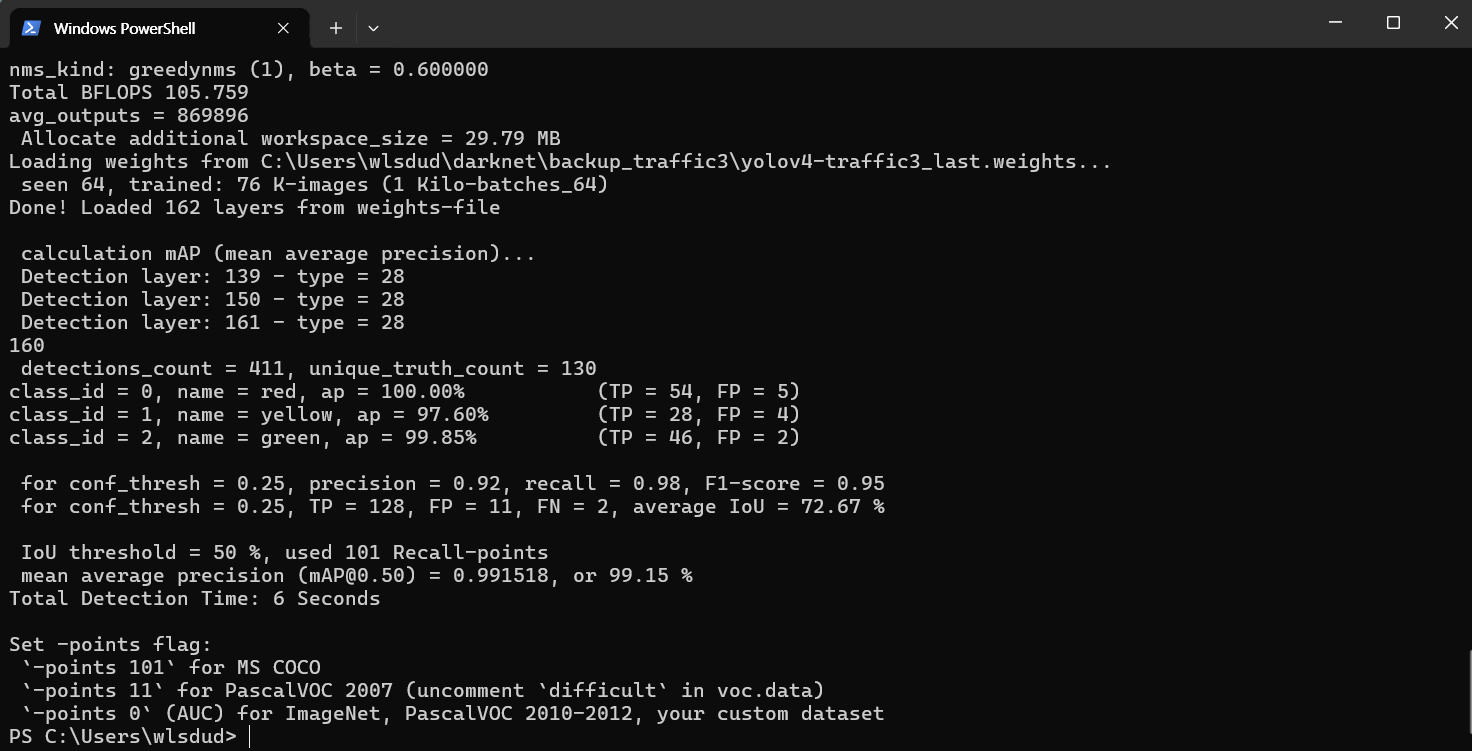 Windows PowerShell
nms_kind: greedynms (1), beta = 0.600000
Total BFLOPS 105.759
avg_outputs = 869896
Allocate additional workspace_size = 29.79 MB
Loading weights from C:\Users\wlsdud\darknet\backup_traffic3\yolov4-traffic3_last.weights...
seen 64, trained: 76 K-images (1 Kilo-batches_64)
Done! Loaded 162 layers from weights-file
calculation mAP (mean average precision)...
Detection layer: 139 - type = 28
Detection layer: 150 - type = 28
Detection layer: 161 - type = 28
160
detections_count = 411, unique_truth_count = 130
class_id = 0, name = red, ap = 100.00% (TP = 54, FP = 5)
class_id = 1, name = yellow, ap = 97.60% (TP = 28, FP = 4)
class_id = 2, name = green, ap = 99.85% (TP = 46, FP = 2)
for conf_thresh = 0.25, precision = 0.92, recall = 0.98, F1-score = 0.95
for conf_thresh = 0.25, TP = 128, FP = 11, FN = 2, average IoU = 72.67 %
IoU threshold = 50 %, used 101 Recall-points
mean average precision (mAP@0.50) = 0.991518, or 99.15 %
Total Detection Time: 6 Seconds
Set -points flag:
`-points 101` for MS COCO
`-points 11` for PascalVOC 2007 (uncomment `difficult` in voc.data)
`-points 0` (AUC) for ImageNet, PascalVOC 2010-2012, your custom dataset
PS C:\Users\wlsdud>